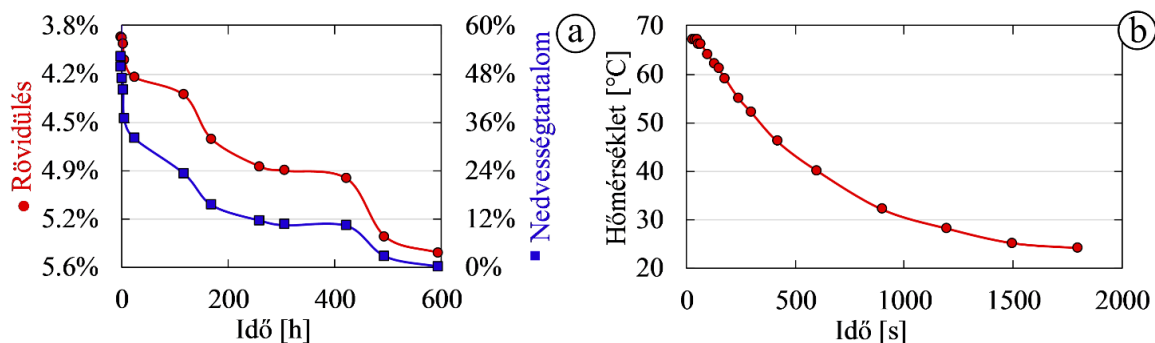 3.8%
4.2%
4.5%
4.9%
5.2%
5.6%
● Rövidülés
60%
48%
36%
24%
12%
0%
■ Nedvességtartalom
0 200 400 600
Idő [h]
a
70
60
50
40
30
20
Hőmérséklet [°C]
0 500 1000 1500 2000
Idő [s]
b